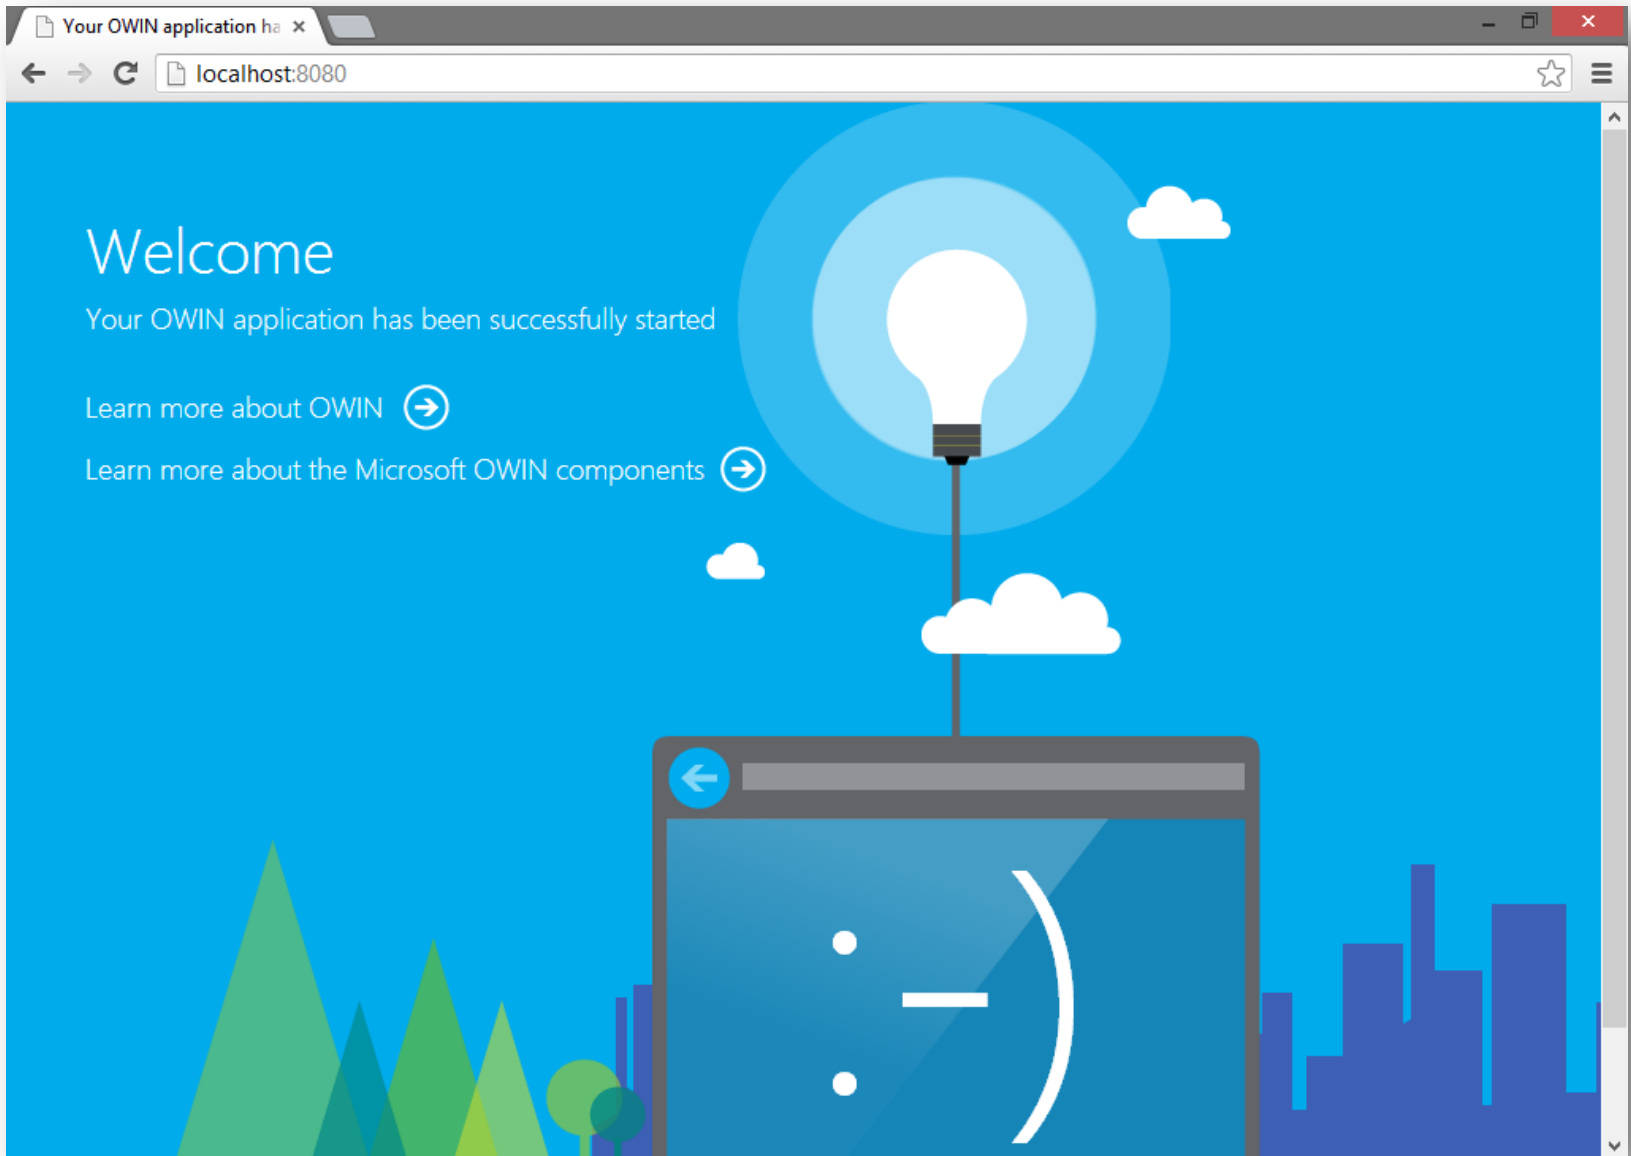 Your OWIN application ha
localhost:8080
Welcome
Your OWIN application has been successfully started
Learn more about OWIN
Learn more about the Microsoft OWIN components
:-)